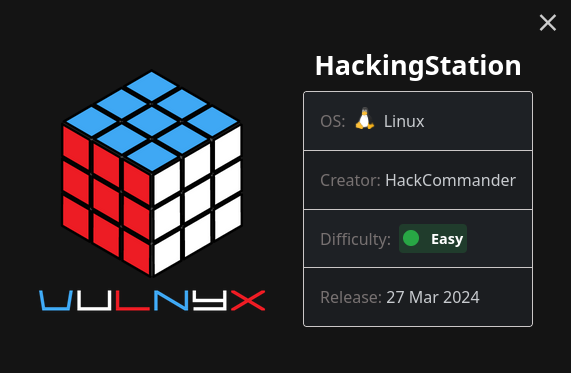 HackingStation
OS: Linux
Creator: HackCommander
Difficulty: Easy
Release: 27 Mar 2024
VULNYX